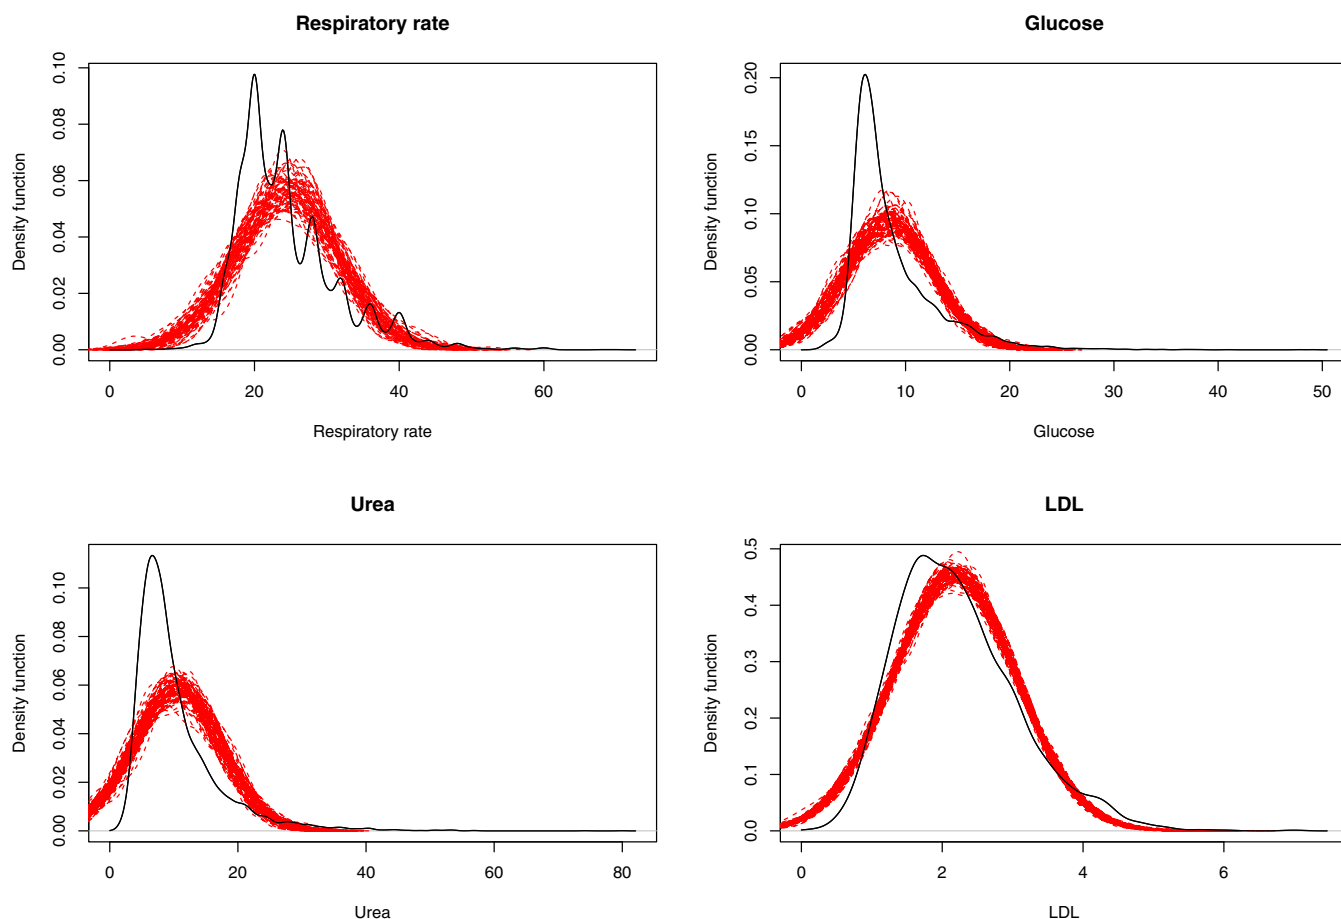 Respiratory rate
Density function
0.00 0.02 0.04 0.06 0.08 0.10
0 20 40 60
Respiratory rate
Glucose
Density function
0.00 0.05 0.10 0.15 0.20
0 10 20 30 40 50
Glucose
Urea
Density function
0.00 0.02 0.04 0.06 0.08 0.10
0 20 40 60 80
Urea
LDL
Density function
0.0 0.1 0.2 0.3 0.4 0.5
0 2 4 6
LDL